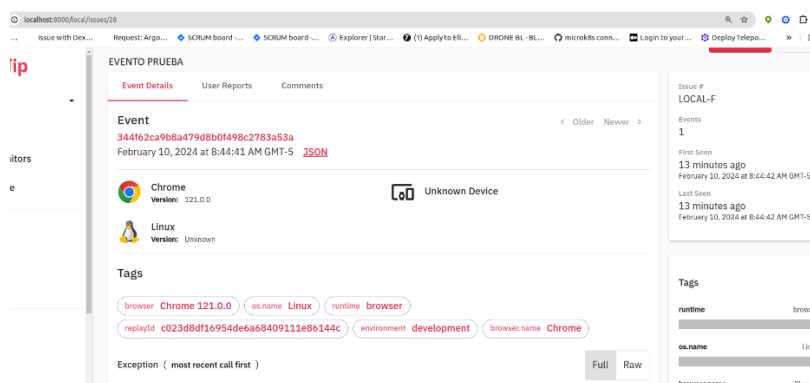 localhost:8000/local/issues/28
... Issue with Dex... Request: Argo... SCRUM board -... SCRUM board -... Explorer | Star... (1) Apply to Eli... DRONE BL - BL... microk8s conn... Login to your... Deploy Telepo... »
EVENTO PRUEBA
Event Details User Reports Comments
Event
< Older Newer >
344f62ca9b8a479d8b0f498c2783a53a
February 10, 2024 at 8:44:41 AM GMT-5 JSON
Chrome
Version: 121.0.0
Unknown Device
Linux
Version: Unknown
Tags
browser Chrome 121.0.0 os.name Linux runtime browser
replayId c023d8df16954de6a68409111e86144c environment development browser.name Chrome
Exception ( most recent call first )
Full Raw
itors
e
Issue #
LOCAL-F
Events
1
First Seen
13 minutes ago
February 10, 2024 at 8:44:42 AM GMT-5
Last Seen
13 minutes ago
February 10, 2024 at 8:44:42 AM GMT-5
Tags
runtime brow
os.name Li